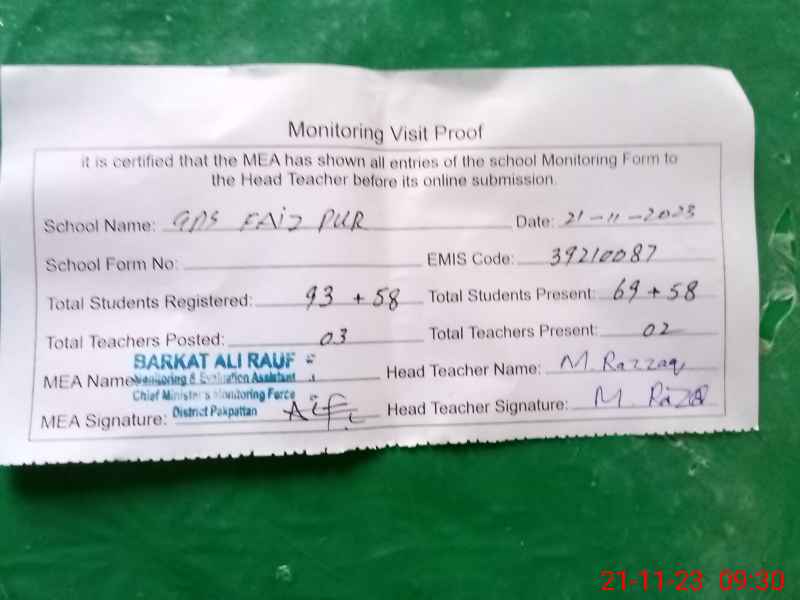 Monitoring Visit Proof
it is certified that the MEA has shown all entries of the school Monitoring Form to
the Head Teacher before its online submission.
School Name: GPS FAIZ PUR Date: 21-11-2023
School Form No: EMIS Code: 39210087
Total Students Registered: 93 + 58 Total Students Present: 69 + 58
Total Teachers Posted: 03 Total Teachers Present: 02
BARKAT ALI RAUF
MEA Name Monitoring & Evaluation Assistant Head Teacher Name: M. Razzaq
Chief Minister's Monitoring Force
MEA Signature: District Pakpattan Head Teacher Signature: M
21-11-23 09:30